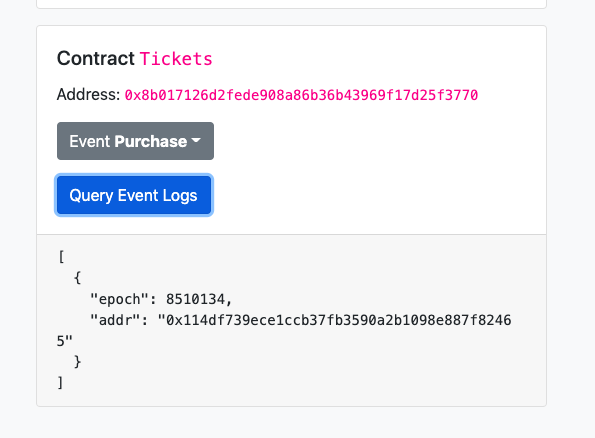 Contract Tickets
Address: 0x8b017126d2fede908a86b36b43969f17d25f3770
Event Purchase
Query Event Logs
[
  {
    "epoch": 8510134,
    "addr": "0x114df739ece1ccb37fb3590a2b1098e887f8246
5"
  }
]